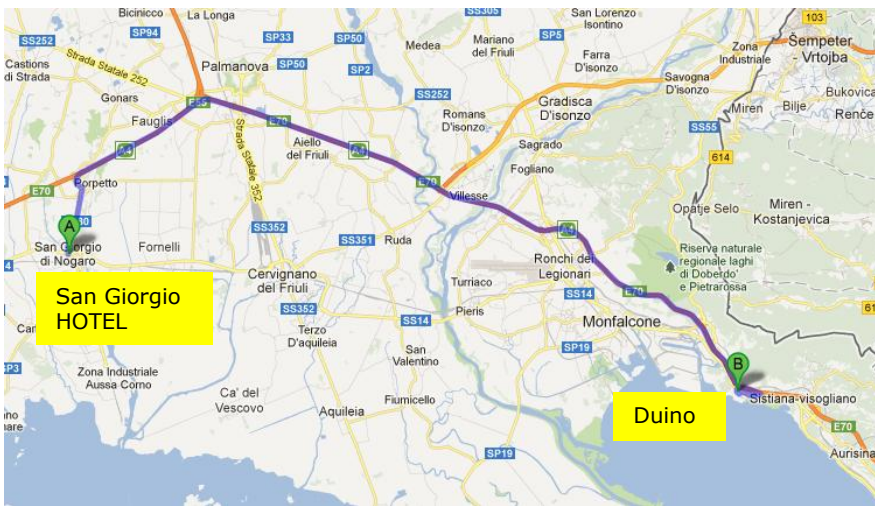 Bicinicco
La Longa
SP33
SP50
SS305
San Lorenzo
Isontino
SS252
SP94
Mariano
del Friuli
SP5
Medea
103
Zona
Industriale
Šempeter
- Vrtojba
Castions
di Strada
Strada Statale 252
Palmanova
SP50
SP2
Farra
D'isonzo
Gonars
SS252
Savogna
D'isonzo
Bukovica
Miren
Bilje
Renče
E55
Romans
D'isonzo
Gradisca
D'isonzo
Fauglis
E70
SS55
Strada Statale 352
Aiello
del Friuli
A4
A4
Sagrado
Fogliano
614
E70
Porpetto
E70
Villesse
Opatje Selo
Miren -
Kostanjevica
A
San Giorgio
di Nogaro
Fornelli
SS352
SS351
Ruda
A4
Ronchi dei
Legionari
Riserva naturale
regionale laghi
di Doberdo'
e Pietrarossa
Cervignano
del Friuli
Turriaco
E70
San Giorgio
HOTEL
SS14
SS352
SS14
Pieris
Monfalcone
Terzo
D'aquileia
SP19
SP3
San
Valentino
B
Zona Industriale
Aussa Corno
Ca' del
Vescovo
Fiumicello
Sistiana-visogliano
Aquileia
Duino
E70
SP19
Aurisina